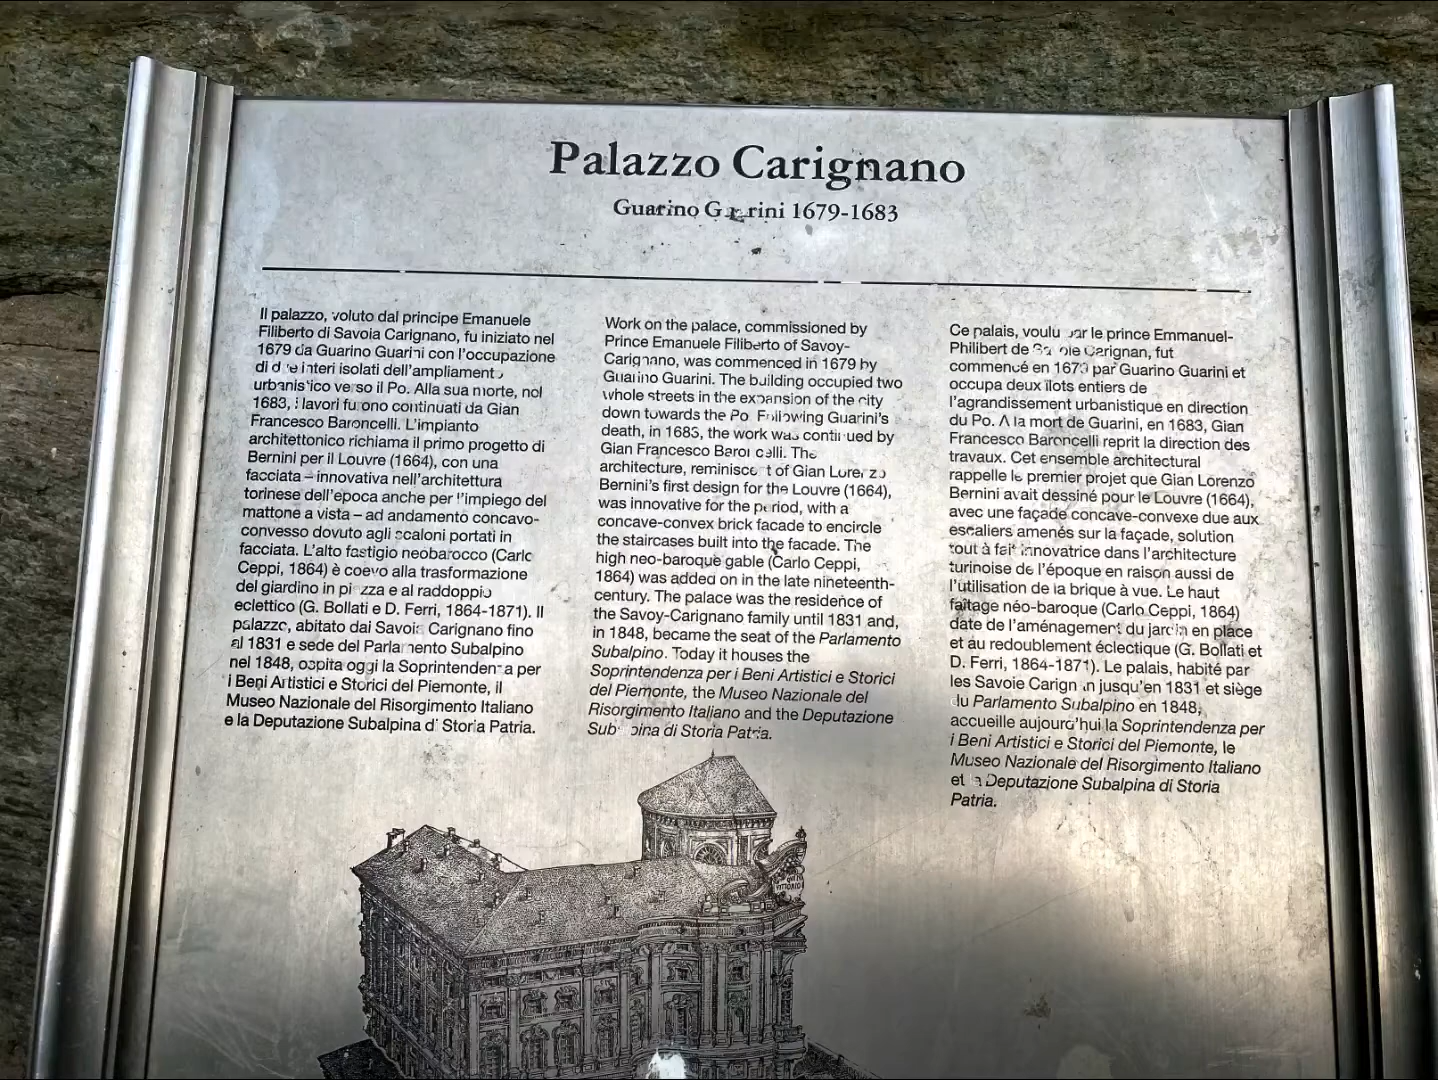 Palazzo Carignano
Guarino Guarini 1679-1683
Il palazzo, voluto dal principe Emanuele
Filiberto di Savoia Carignano, fu iniziato nel
1679 da Guarino Guarini con l'occupazione
di due interi isolati dell'ampliamento
urbanistico verso il Po. Alla sua morte, nel
1683, i lavori furono continuati da Gian
Francesco Baroncelli. L'impianto
architettonico richiama il primo progetto di
Bernini per il Louvre (1664), con una
facciata – innovativa nell'architettura
torinese dell'epoca anche per l'impiego del
mattone a vista – ad andamento concavo-
convesso dovuto agli scaloni portati in
facciata. L'alto fastigio neobarocco (Carlo
Ceppi, 1864) è coevo alla trasformazione
del giardino in piazza e al raddoppio
eclettico (G. Bollati e D. Ferri, 1864-1871). Il
palazzo, abitato dai Savoia Carignano fino
al 1831 e sede del Parlamento Subalpino
nel 1848, ospita oggi la Soprintendenza per
i Beni Artistici e Storici del Piemonte, il
Museo Nazionale del Risorgimento Italiano
e la Deputazione Subalpina di Storia Patria.
Work on the palace, commissioned by
Prince Emanuele Filiberto of Savoy-
Carignano, was commenced in 1679 by
Guarino Guarini. The building occupied two
whole streets in the expansion of the city
down towards the Po. Following Guarini's
death, in 1683, the work was continued by
Gian Francesco Baroncelli. The
architecture, reminiscent of Gian Lorenzo
Bernini's first design for the Louvre (1664),
was innovative for the period, with a
concave-convex brick facade to encircle
the staircases built into the facade. The
high neo-baroque gable (Carlo Ceppi,
1864) was added on in the late nineteenth-
century. The palace was the residence of
the Savoy-Carignano family until 1831 and,
in 1848, became the seat of the Parlamento
Subalpino. Today it houses the
Soprintendenza per i Beni Artistici e Storici
del Piemonte, the Museo Nazionale del
Risorgimento Italiano and the Deputazione
Subalpina di Storia Patria.
Ce palais, voulu par le prince Emmanuel-
Philibert de Savoie Carignan, fut
commencé en 1679 par Guarino Guarini et
occupa deux îlots entiers de
l'agrandissement urbanistique en direction
du Po. A la mort de Guarini, en 1683, Gian
Francesco Baroncelli reprit la direction des
travaux. Cet ensemble architectural
rappelle le premier projet que Gian Lorenzo
Bernini avait dessiné pour le Louvre (1664),
avec une façade concave-convexe due aux
escaliers amenés sur la façade, solution
tout à fait innovatrice dans l'architecture
turinoise de l'époque en raison aussi de
l'utilisation de la brique à vue. Le haut
faîtage néo-baroque (Carlo Ceppi, 1864)
date de l'aménagement du jardin en place
et au redoublement éclectique (G. Bollati et
D. Ferri, 1864-1871). Le palais, habité par
les Savoie Carignan jusqu'en 1831 et siège
du Parlamento Subalpino en 1848,
accueille aujourd'hui la Soprintendenza per
i Beni Artistici e Storici del Piemonte, le
Museo Nazionale del Risorgimento Italiano
et la Deputazione Subalpina di Storia
Patria.